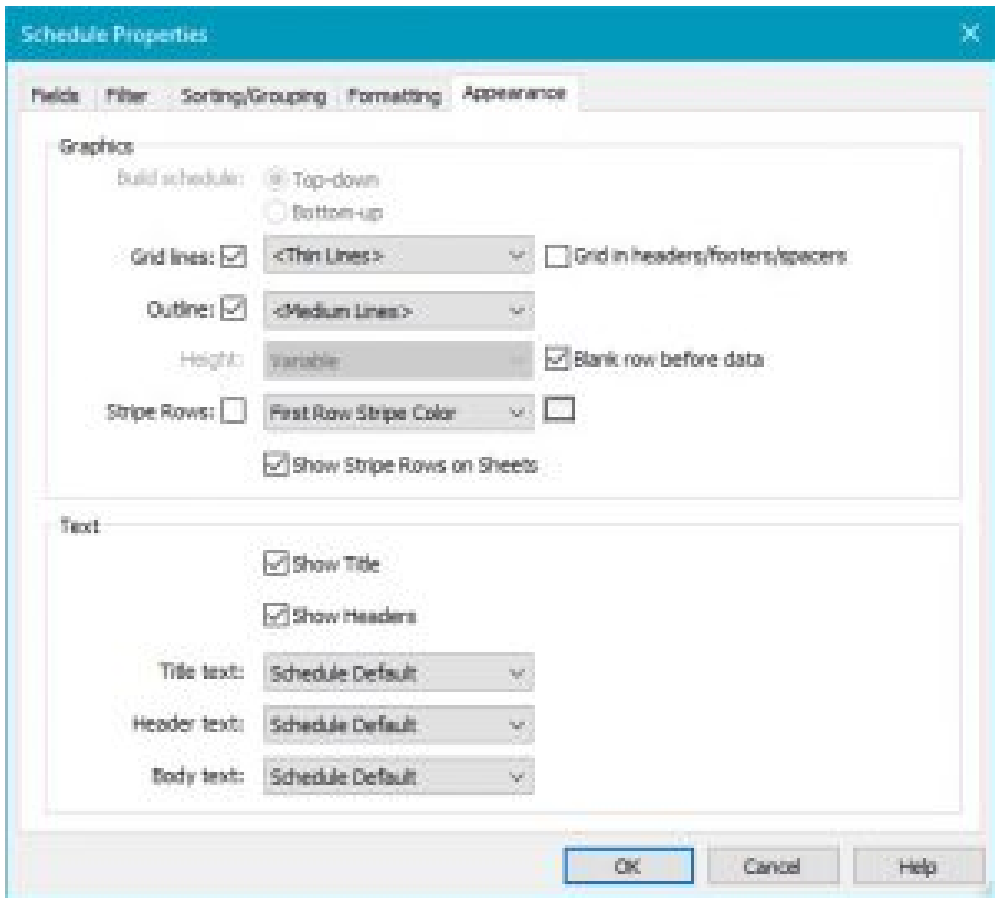 Schedule Properties
Fields Filter Sorting/Grouping Formatting Appearance
Graphics
Build schedule: Top-down
Bottom-up
Grid lines: <Thin Lines> Grid in headers/footers/spacers
Outline: <Medium Lines>
Height: Variable Blank row before data
Stripe Rows: First Row Stripe Color
Show Stripe Rows on Sheets
Text
Show Title
Show Headers
Title text: Schedule Default
Header text: Schedule Default
Body text: Schedule Default
OK Cancel Help